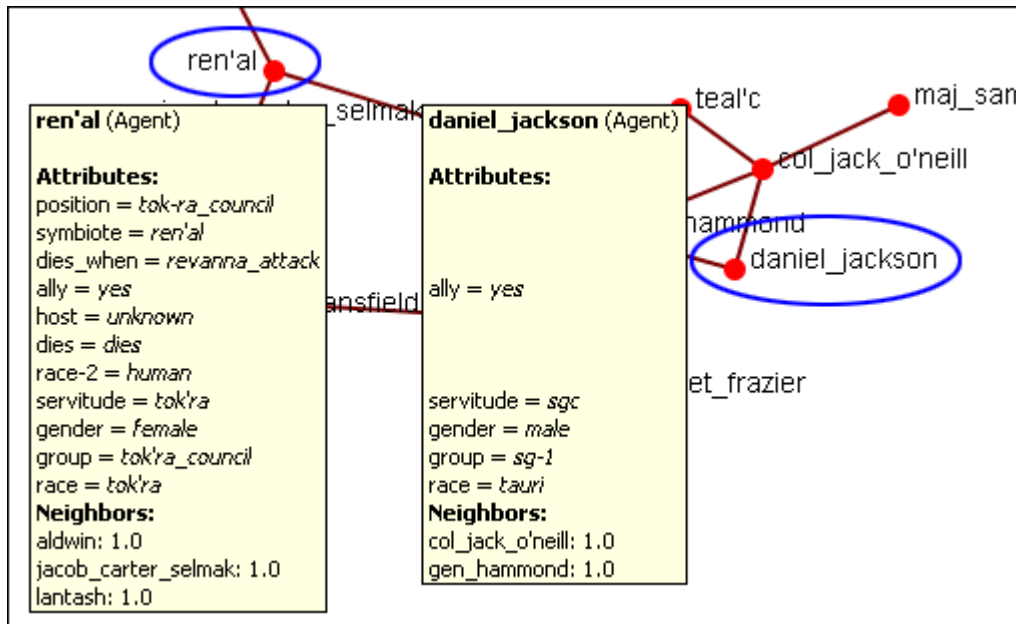 ren'al
_selmak
teal'c
maj_sam
col_jack_o'neill
hammond
daniel_jackson
ansfield
et_frazier
ren'al (Agent)
Attributes:
position = tok-ra_council
symbiote = ren'al
dies_when = revanna_attack
ally = yes
host = unknown
dies = dies
race-2 = human
servitude = tok'ra
gender = female
group = tok'ra_council
race = tok'ra
Neighbors:
aldwin: 1.0
jacob_carter_selmak: 1.0
lantash: 1.0
daniel_jackson (Agent)
Attributes:
ally = yes
servitude = sgc
gender = male
group = sg-1
race = tauri
Neighbors:
col_jack_o'neill: 1.0
gen_hammond: 1.0